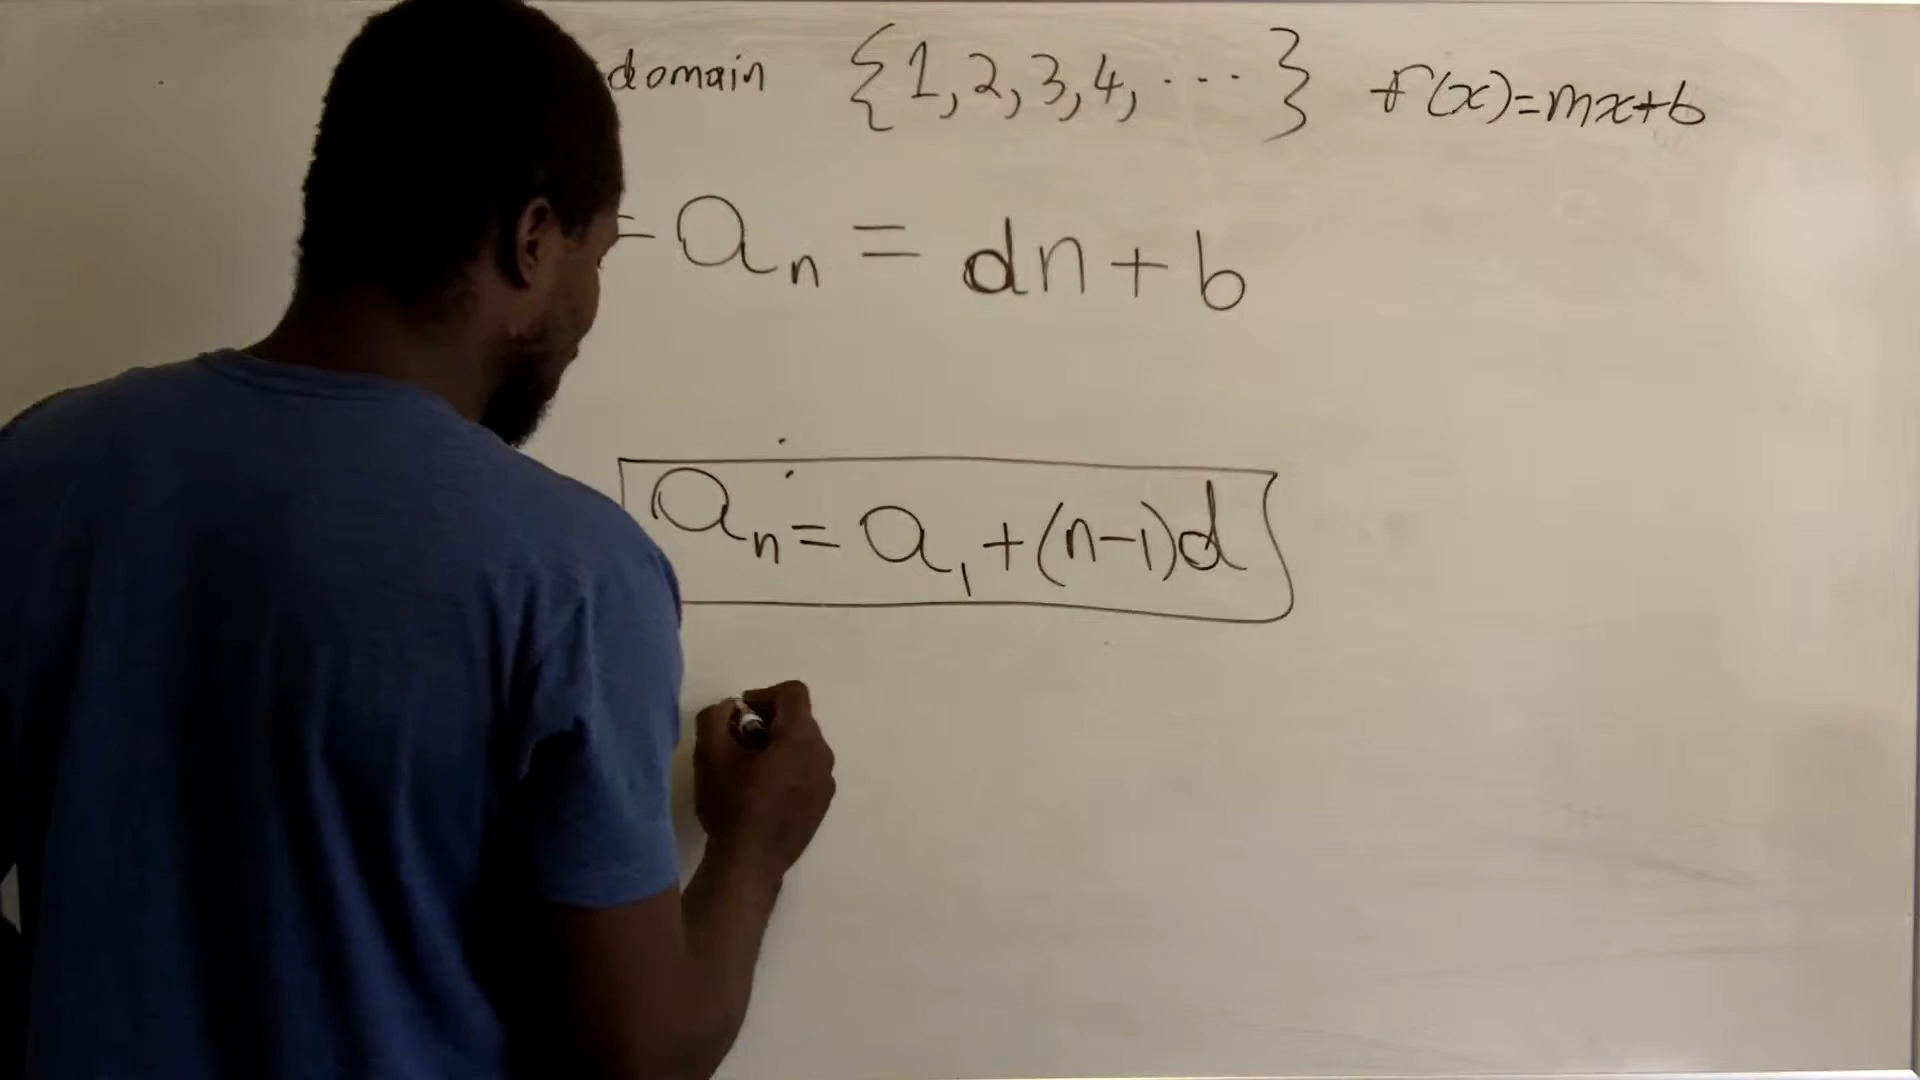 domain {1,2,3,4, ...} f(x)=mx+b
= aₙ = dn+b
aₙ = a₁ +(n-1)d